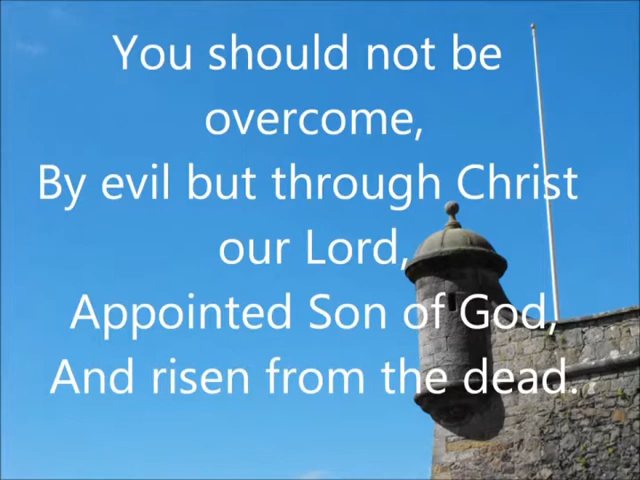 You should not be
overcome,
By evil but through Christ
our Lord,
Appointed Son of God,
And risen from the dead.